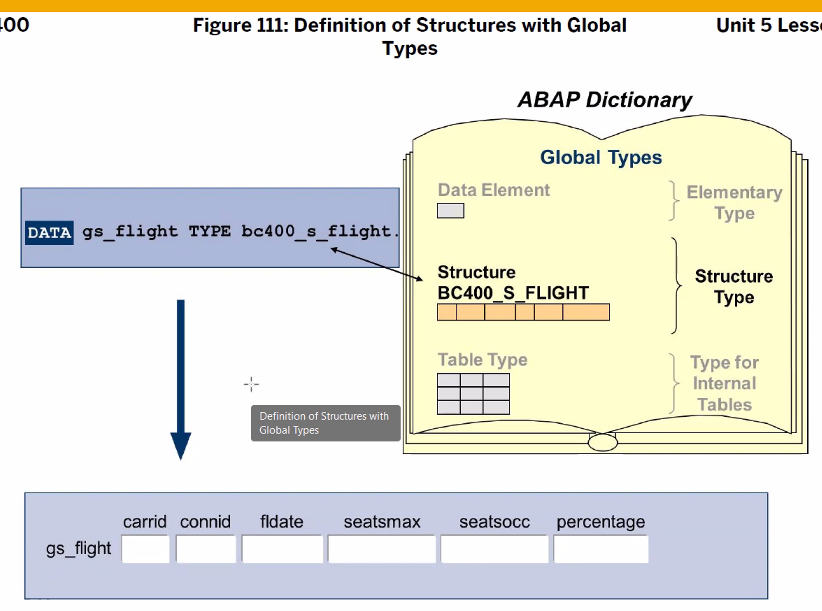 400
Figure 111: Definition of Structures with Global
Types
Unit 5 Less
ABAP Dictionary
Global Types
Data Element
Elementary
Type
DATA gs_flight TYPE bc400_s_flight.
Structure
BC400_S_FLIGHT
Structure
Type
Table Type
Type for
Internal
Tables
Definition of Structures with
Global Types
carrid connid fldate seatsmax seatsocc percentage
gs_flight